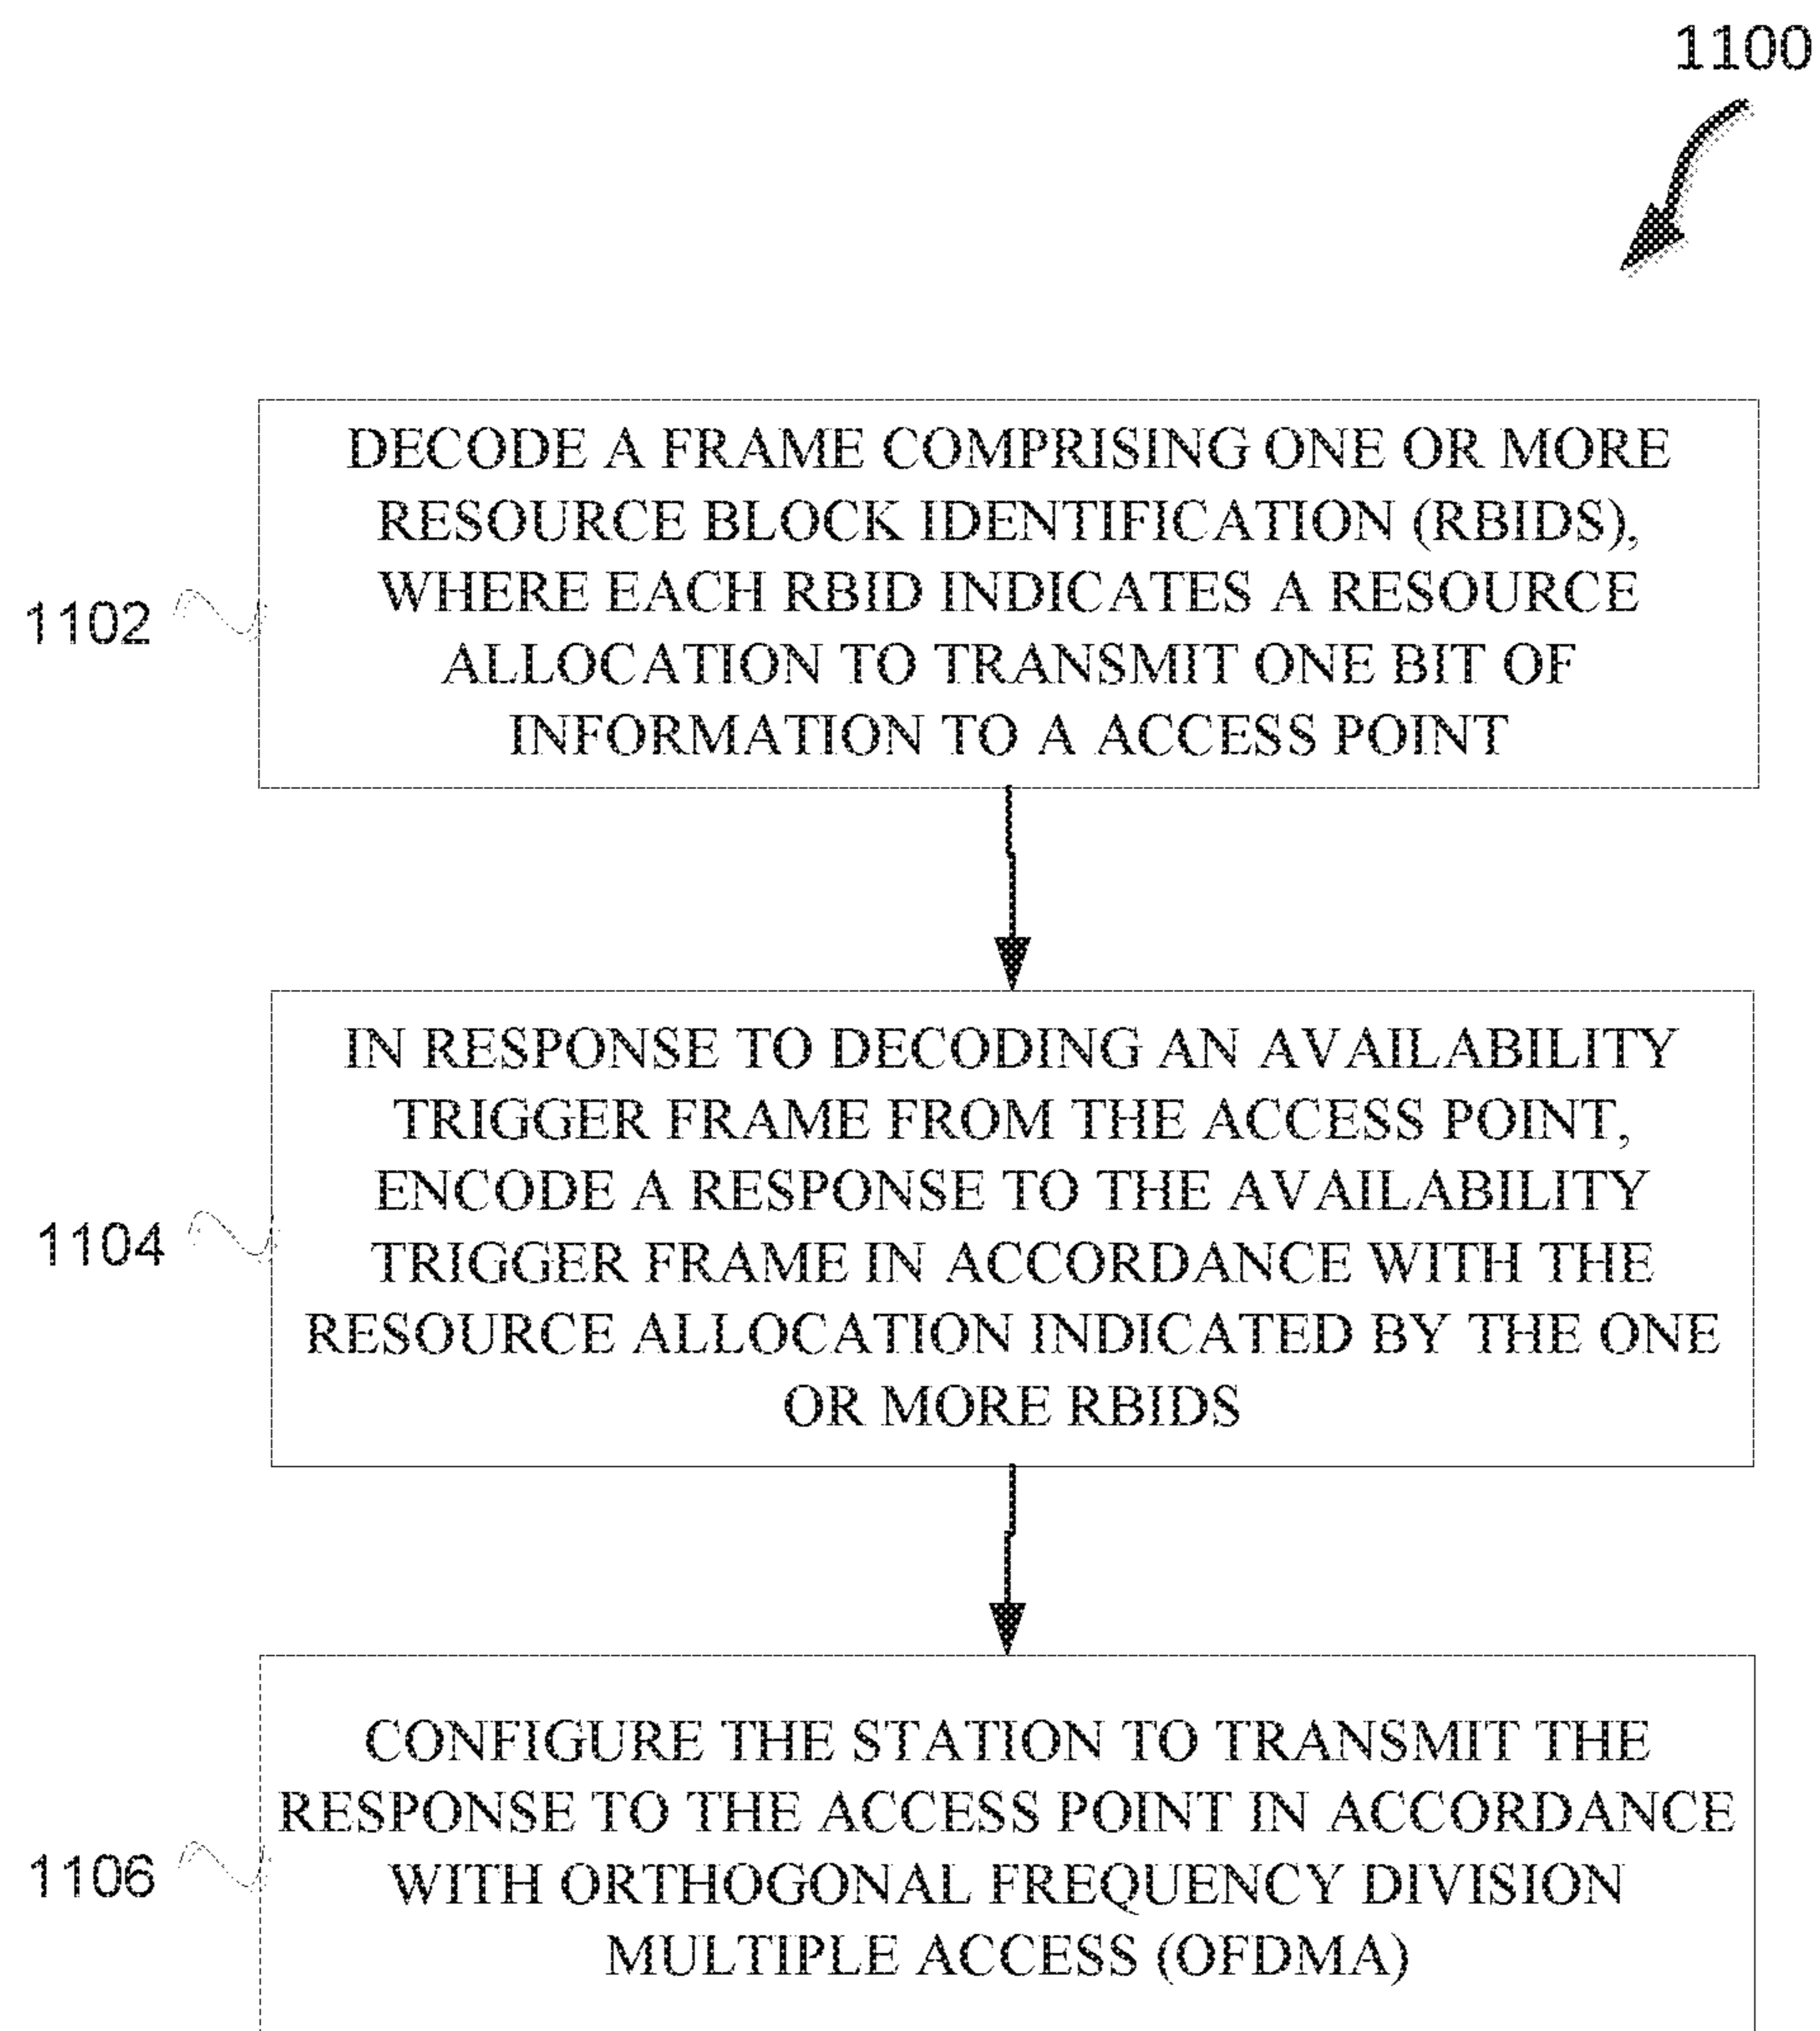 1100
DECODE A FRAME COMPRISING ONE OR MORE
RESOURCE BLOCK IDENTIFICATION (RBIDS),
WHERE EACH RBID INDICATES A RESOURCE
ALLOCATION TO TRANSMIT ONE BIT OF
INFORMATION TO A ACCESS POINT
1102
IN RESPONSE TO DECODING AN AVAILABILITY
TRIGGER FRAME FROM THE ACCESS POINT,
ENCODE A RESPONSE TO THE AVAILABILITY
TRIGGER FRAME IN ACCORDANCE WITH THE
RESOURCE ALLOCATION INDICATED BY THE ONE
OR MORE RBIDS
1104
CONFIGURE THE STATION TO TRANSMIT THE
RESPONSE TO THE ACCESS POINT IN ACCORDANCE
WITH ORTHOGONAL FREQUENCY DIVISION
MULTIPLE ACCESS (OFDMA)
1106